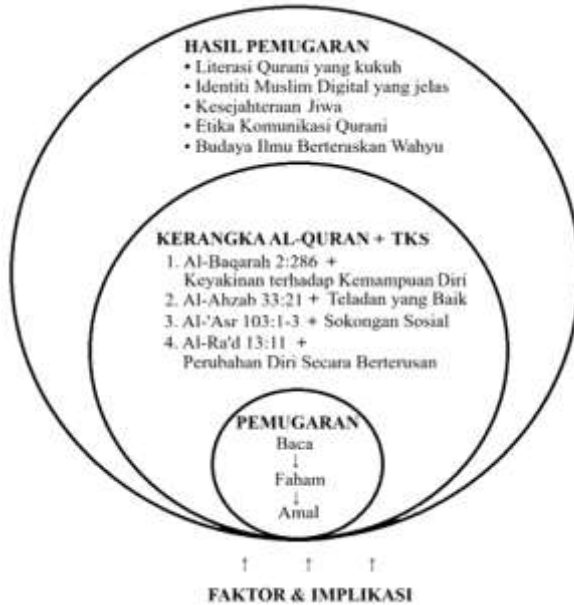 HASIL PEMUGARAN
• Literasi Qurani yang kukuh
• Identiti Muslim Digital yang jelas
• Kesejahteraan Jiwa
• Etika Komunikasi Qurani
• Budaya Ilmu Berteraskan Wahyu
KERANGKA AL-QURAN + TKS
1. Al-Baqarah 2:286 +
Keyakinan terhadap Kemampuan Diri
2. Al-Ahzab 33:21 + Teladan yang Baik
3. Al-'Asr 103:1-3 + Sokongan Sosial
4. Al-Ra'd 13:11 +
Perubahan Diri Secara Berterusan
PEMUGARAN
Baca
↓
Faham
↓
Amal
↑ ↑ ↑
FAKTOR & IMPLIKASI